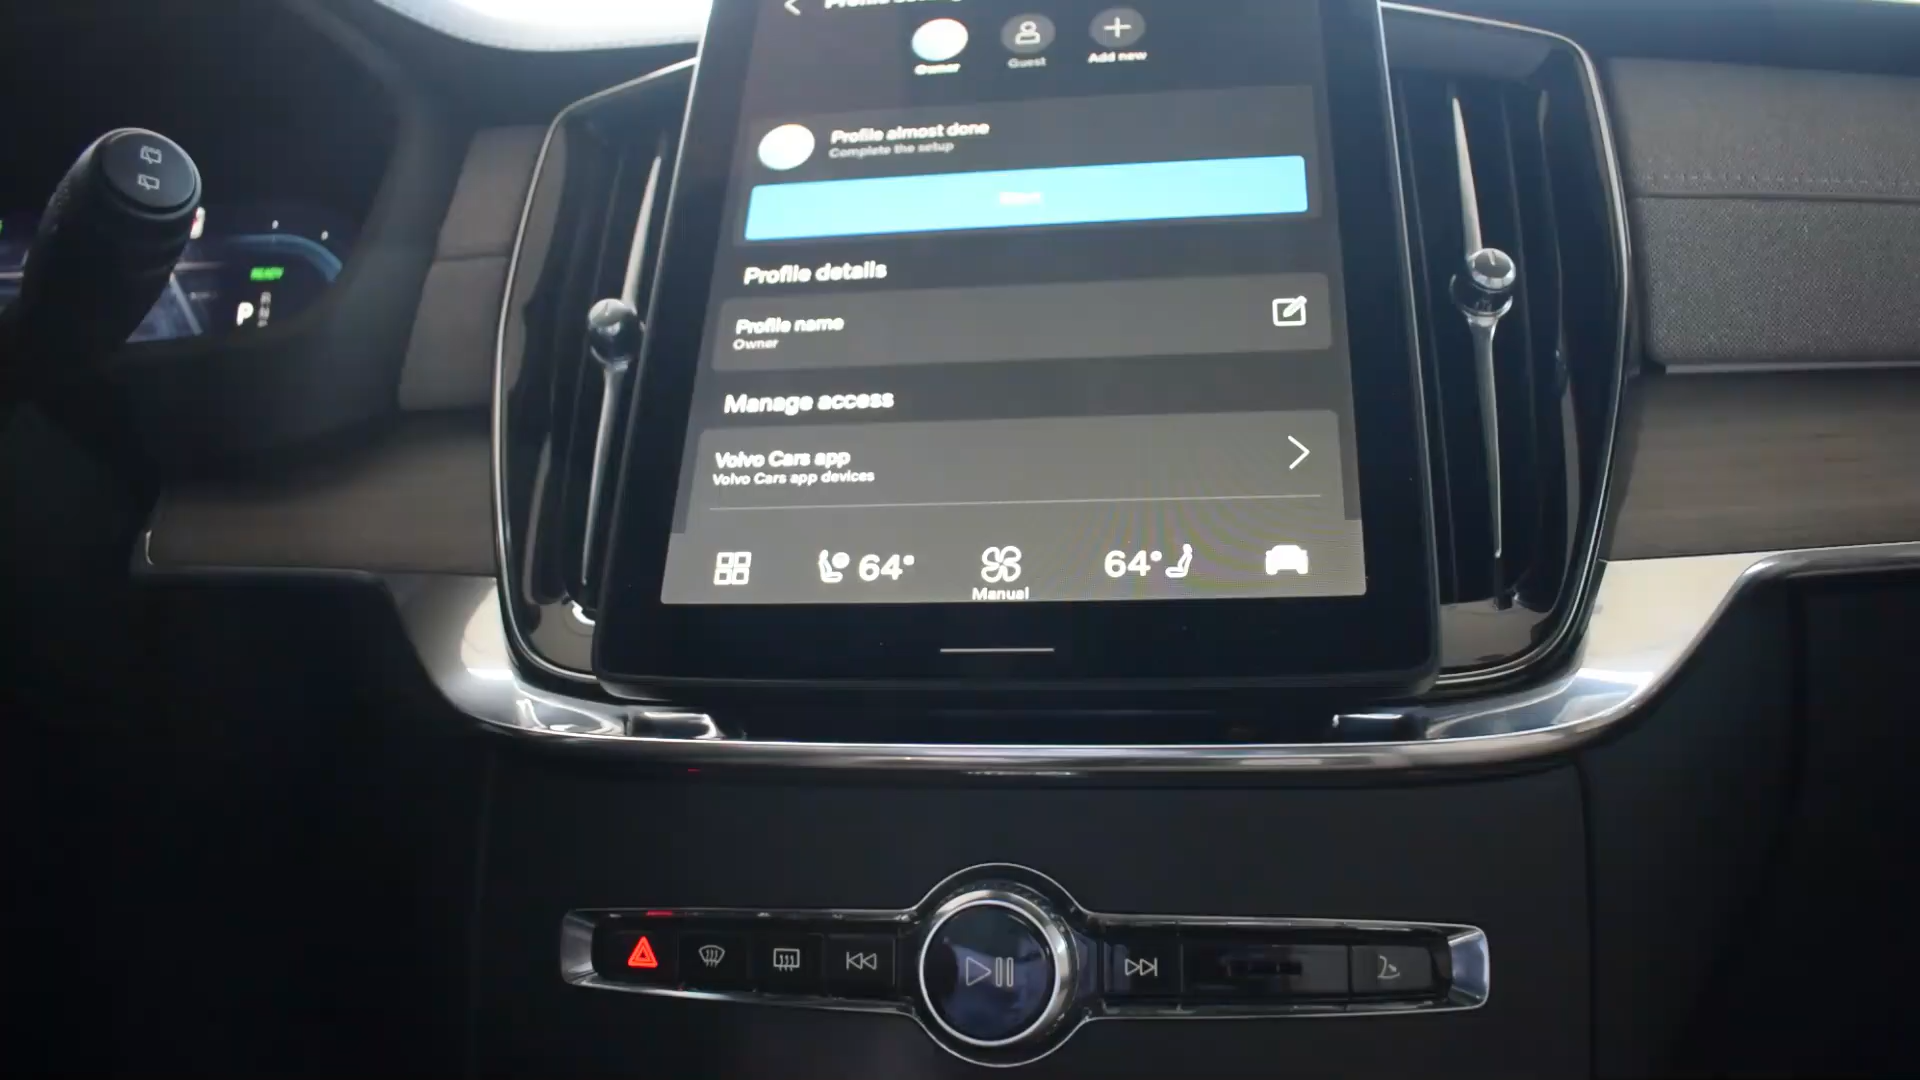 Owner
Guest
Add new
Profile almost done
Complete the setup
Profile details
Profile name
Owner
Manage access
Volvo Cars app
Volvo Cars app devices
64°
64°
Manual
READY
P